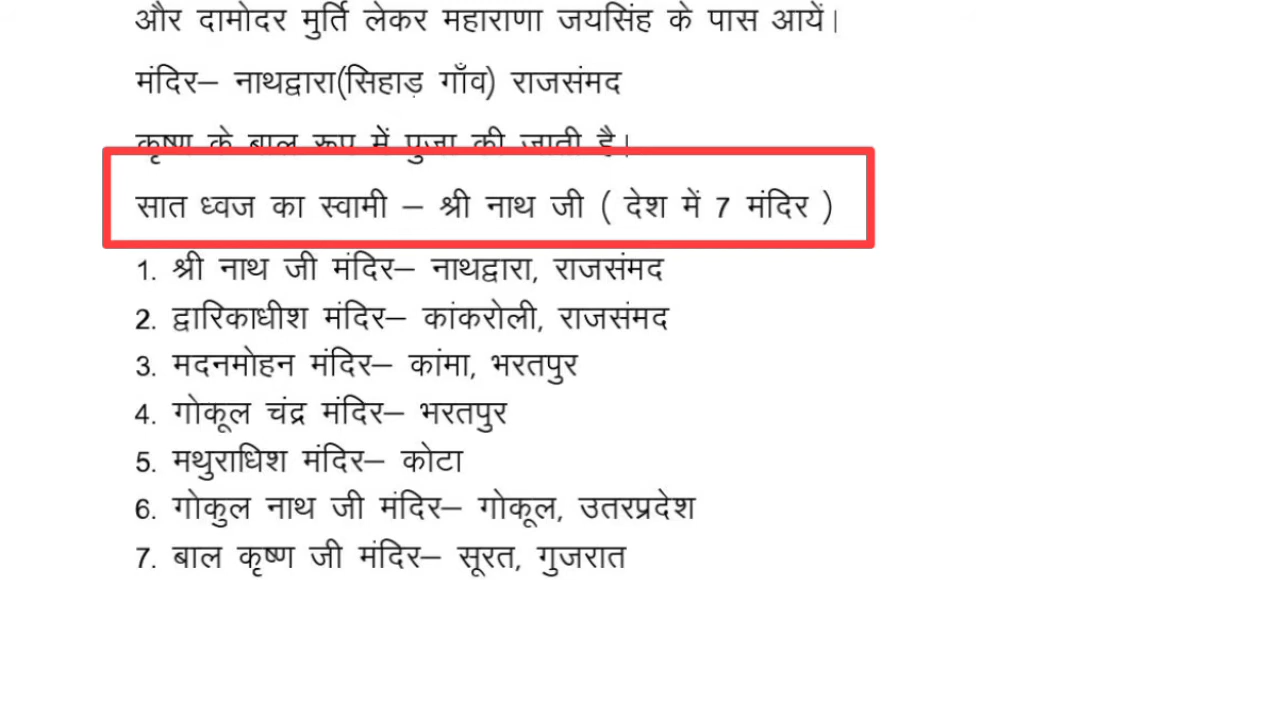 और दामोदर मुर्ति लेकर महाराणा जयसिंह के पास आयें।
मंदिर– नाथद्वारा(सिहाड़ गाँव) राजसंमद
कृष्ण के बाल रूप में पुजा की जाती है।
सात ध्वज का स्वामी – श्री नाथ जी ( देश में 7 मंदिर )
1. श्री नाथ जी मंदिर– नाथद्वारा, राजसंमद
2. द्वारिकाधीश मंदिर– कांकरोली, राजसंमद
3. मदनमोहन मंदिर– कांमा, भरतपुर
4. गोकूल चंद्र मंदिर– भरतपुर
5. मथुराधिश मंदिर– कोटा
6. गोकुल नाथ जी मंदिर– गोकूल, उतरप्रदेश
7. बाल कृष्ण जी मंदिर– सूरत, गुजरात